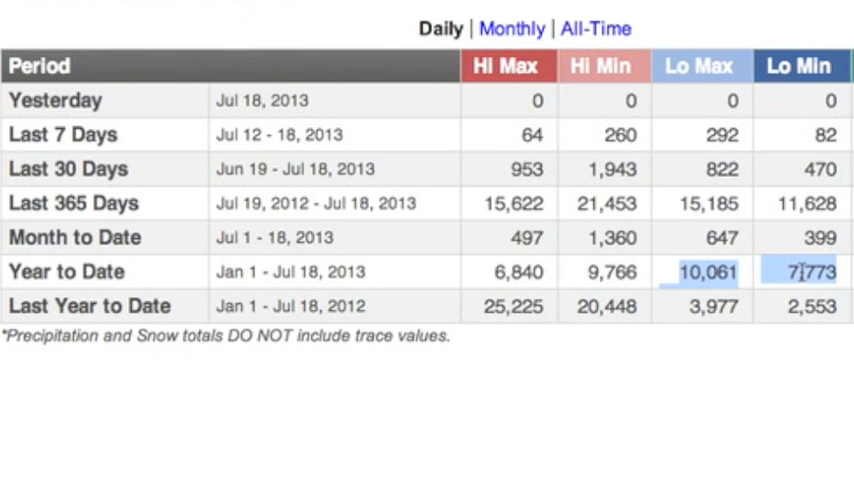 Daily | Monthly | All-Time
Period Hi Max Hi Min Lo Max Lo Min
Yesterday Jul 18, 2013 0 0 0 0
Last 7 Days Jul 12 - 18, 2013 64 260 292 82
Last 30 Days Jun 19 - Jul 18, 2013 953 1,943 822 470
Last 365 Days Jul 19, 2012 - Jul 18, 2013 15,622 21,453 15,185 11,628
Month to Date Jul 1 - 18, 2013 497 1,360 647 399
Year to Date Jan 1 - Jul 18, 2013 6,840 9,766 10,061 7,773
Last Year to Date Jan 1 - Jul 18, 2012 25,225 20,448 3,977 2,553
*Precipitation and Snow totals DO NOT include trace values.